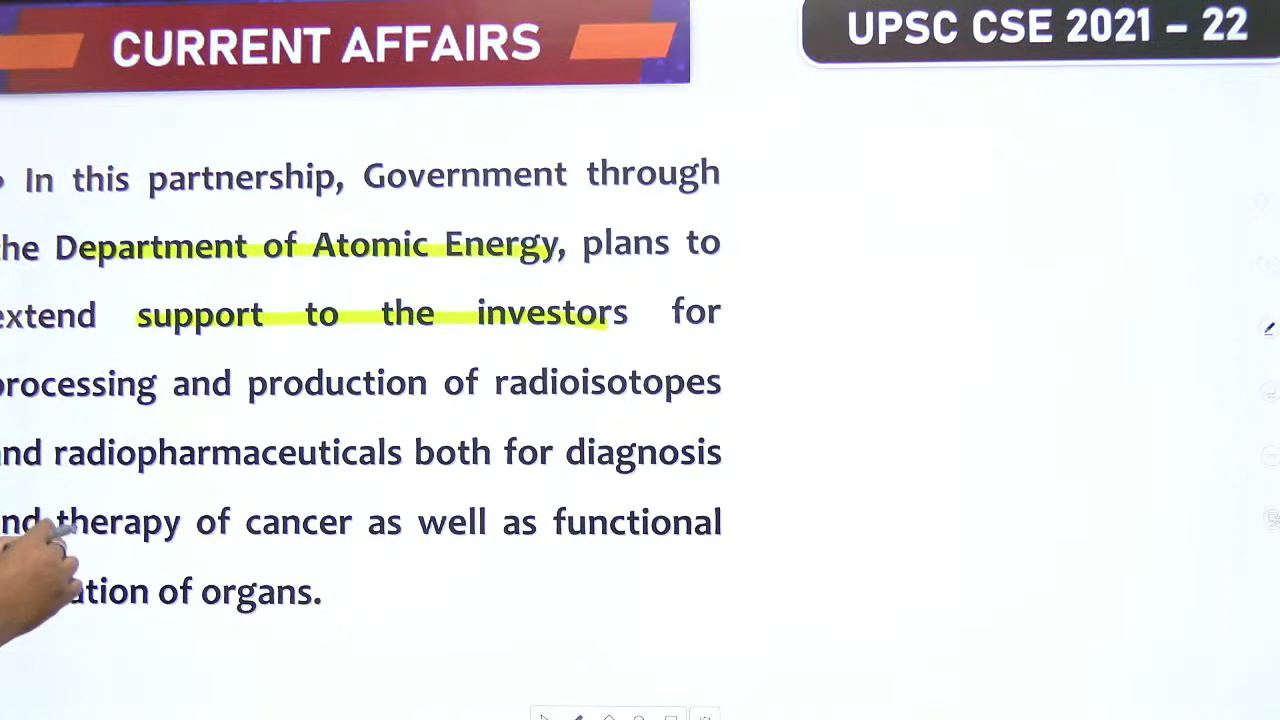 CURRENT AFFAIRS
UPSC CSE 2021 – 22
In this partnership, Government through
Department of Atomic Energy, plans to
support to the investors for
and production of radioisotopes
radiopharmaceuticals both for diagnosis
therapy of cancer as well as functional
of organs.